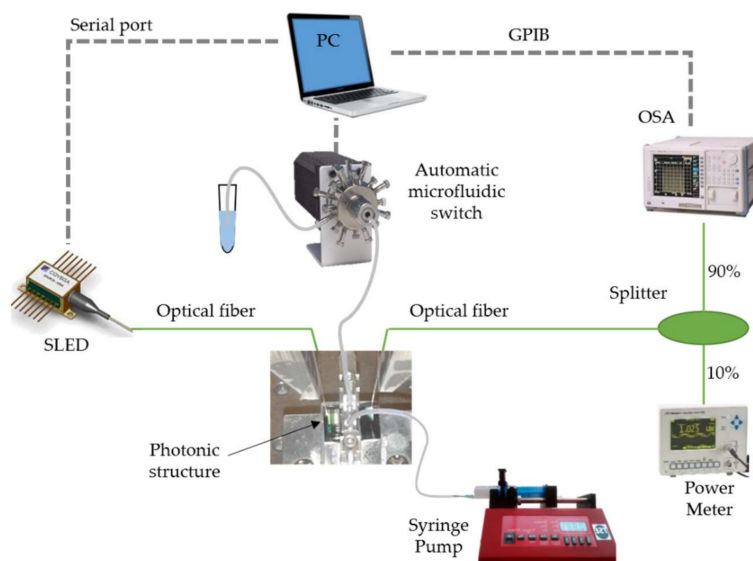 Serial port
PC
GPIB
OSA
Automatic
microfluidic
switch
90%
Splitter
Optical fiber
Optical fiber
COVEGA
SLED
10%
Photonic
structure
Power
Meter
Syringe
Pump